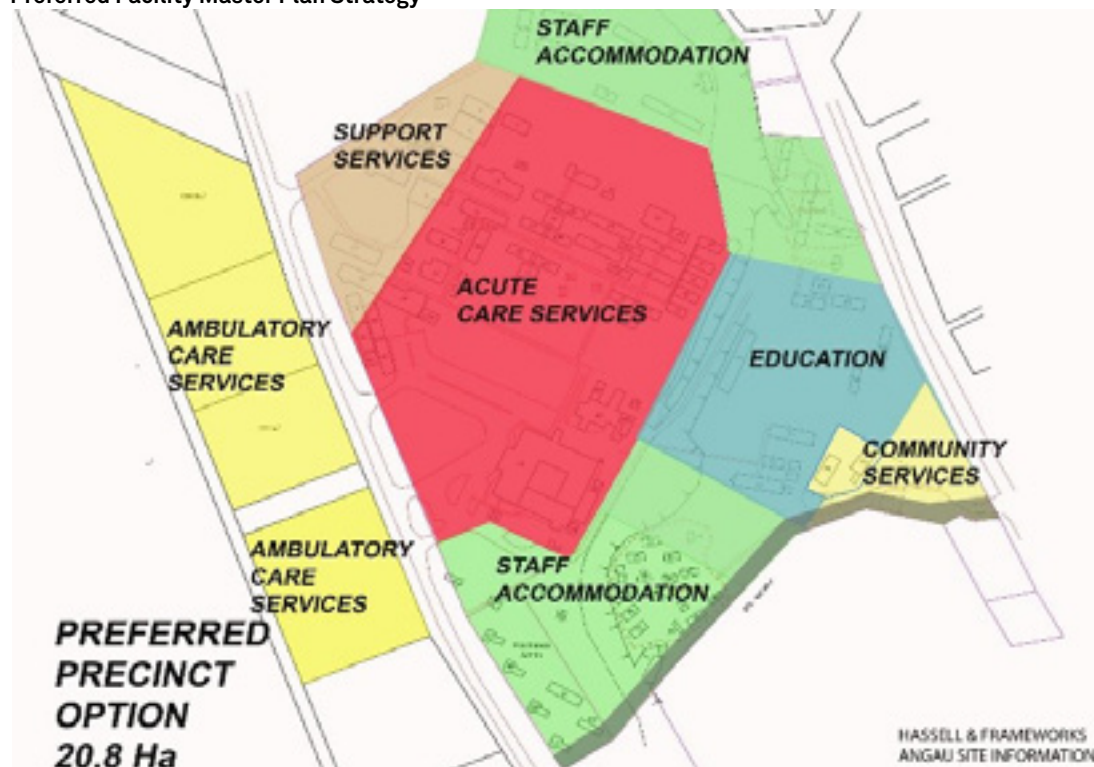 Preferred Facility Master Plan Strategy
STAFF
ACCOMMODATION
SUPPORT
SERVICES
ACUTE
CARE SERVICES
AMBULATORY
CARE
SERVICES
EDUCATION
COMMUNITY
SERVICES
AMBULATORY
CARE
SERVICES
STAFF
ACCOMMODATION
PREFERRED
PRECINCT
OPTION
20.8 Ha
HASSELL & FRAMEWORKS
ANGAU SITE INFORMATION